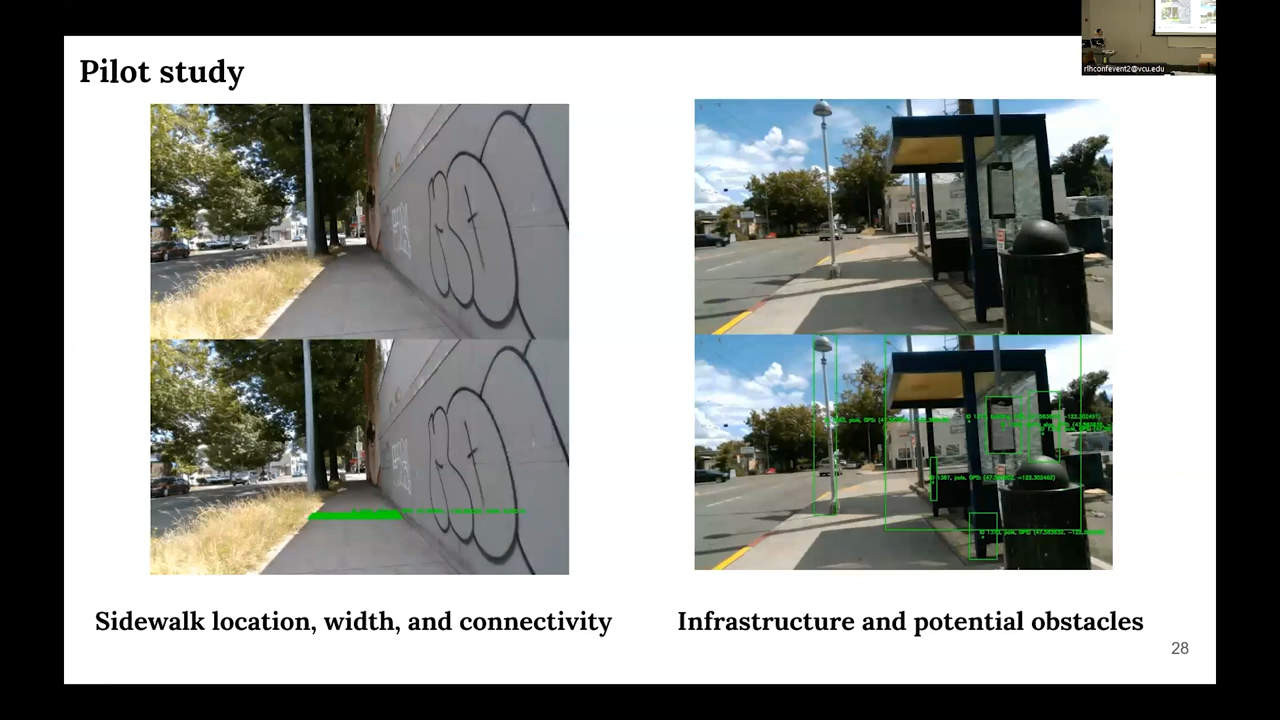 Pilot study
rlhconfevent2@vcu.edu
Sidewalk location, width, and connectivity
Infrastructure and potential obstacles
28